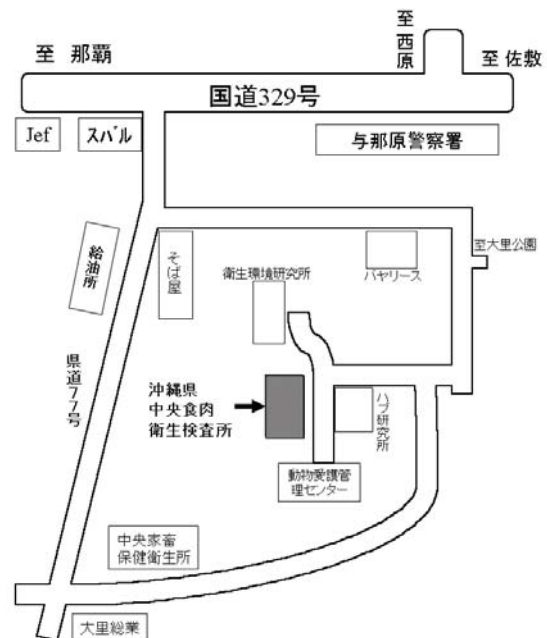 至 西原
至 那覇
至 佐敷
国道329号
Jef
スバル
与那原警察署
至大里公園
給油所
そば屋
衛生環境研究所
バヤリース
県道77号
沖縄県
中央食肉
衛生検査所
ハブ研究所
動物愛護管
理センター
中央家畜
保健衛生所
大里総業